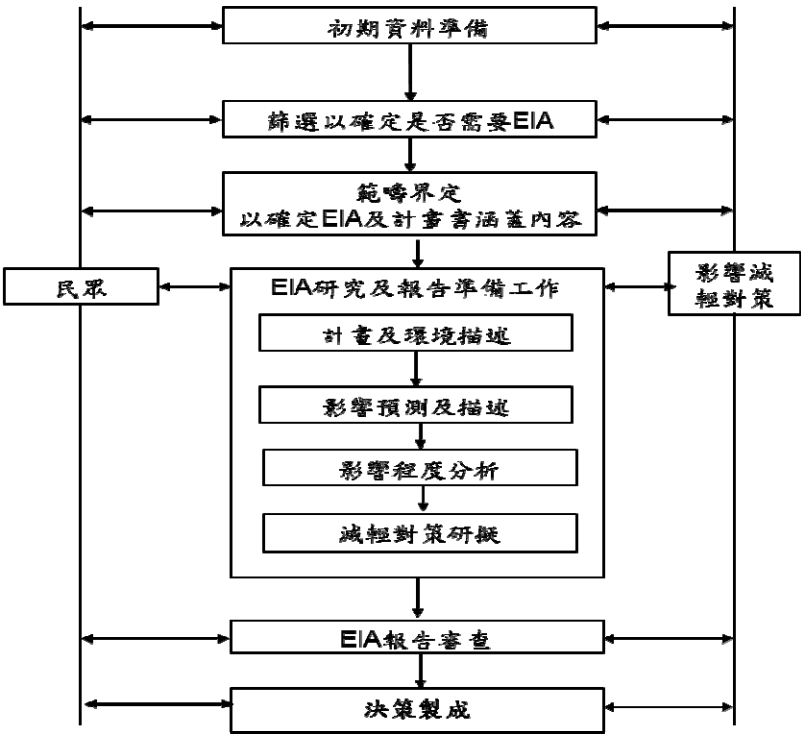 初期資料準備
篩選以確定是否需要EIA
範疇界定
以確定EIA及計畫書涵蓋內容
民眾
EIA研究及報告準備工作
影響減
輕對策
計畫及環境描述
影響預測及描述
影響程度分析
減輕對策研擬
EIA報告審查
決策製成